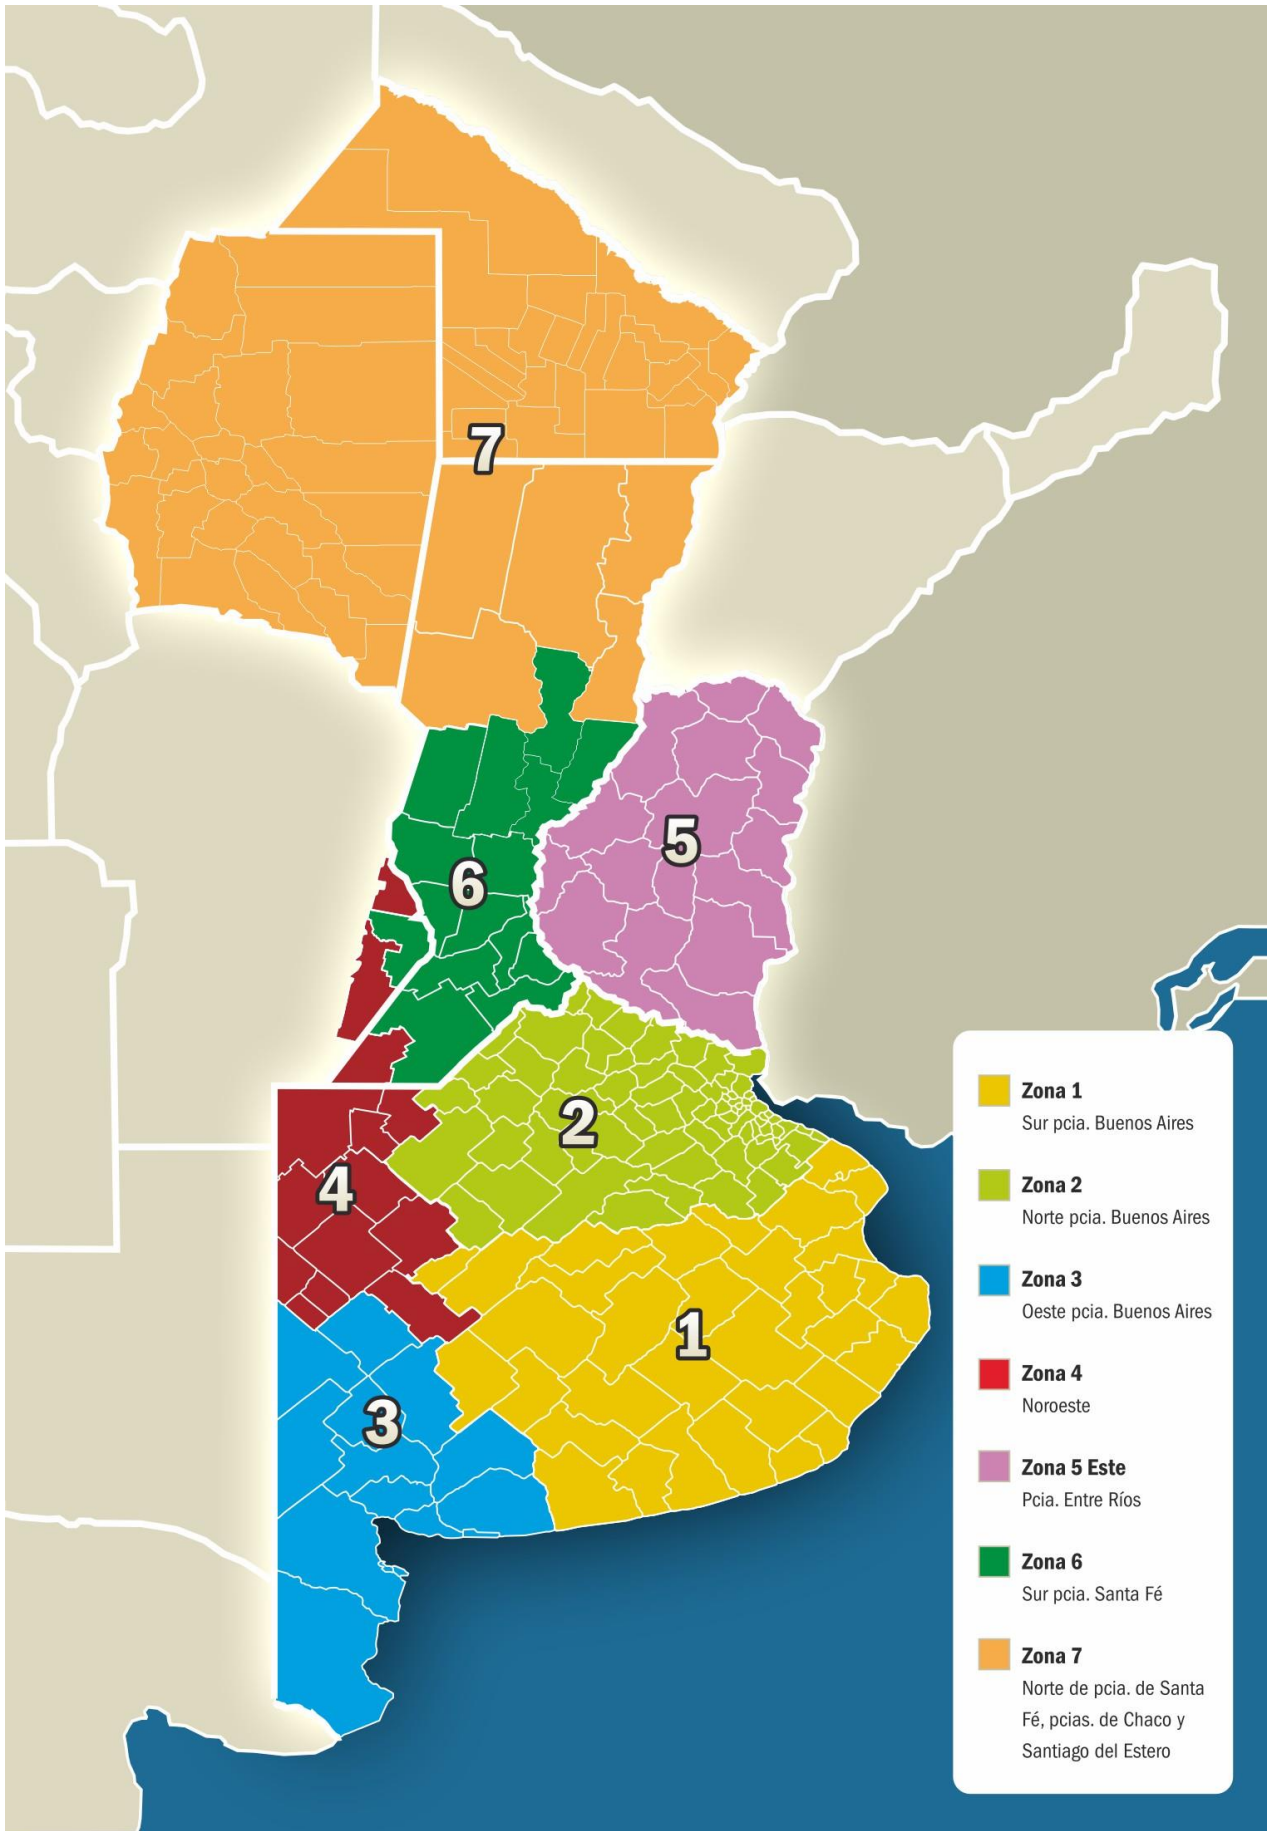 7
5
6
2
4
1
3
Zona 1
Sur pcia. Buenos Aires
Zona 2
Norte pcia. Buenos Aires
Zona 3
Oeste pcia. Buenos Aires
Zona 4
Noroeste
Zona 5 Este
Pcia. Entre Ríos
Zona 6
Sur pcia. Santa Fé
Zona 7
Norte de pcia. de Santa
Fé, pcias. de Chaco y
Santiago del Estero